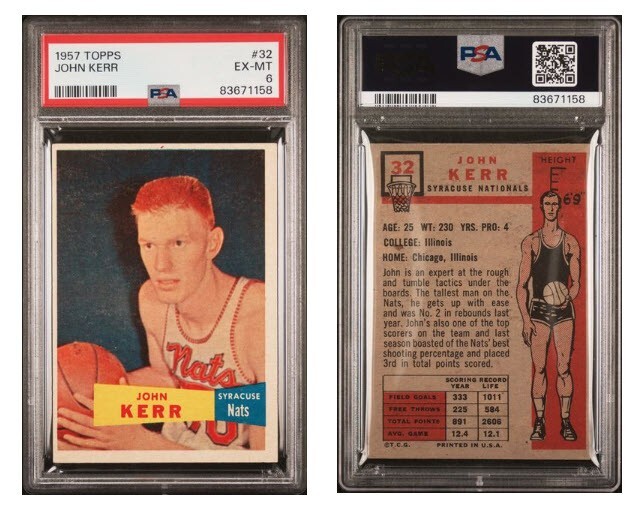 1957 TOPPS #32
JOHN KERR EX-MT
6
PSA 83671158
Nats
JOHN
KERR
SYRACUSE
Nats
PSA
83671158
32
JOHN
KERR
SYRACUSE NATIONALS
HEIGHT
6'9"
AGE: 25 WT: 230 YRS. PRO: 4
COLLEGE: Illinois
HOME: Chicago, Illinois
John is an expert at the rough
and tumble tactics under the
boards. The tallest man on the
Nats, he gets up with ease
and was No. 2 in rebounds last
year. John's also one of the top
scorers on the team and last
season boasted of the Nats' best
shooting percentage and placed
3rd in total points scored.
SCORING RECORD
YEAR LIFE
FIELD GOALS 333 1011
FREE THROWS 225 584
TOTAL POINTS 891 2606
AVG. GAME 12.4 12.1
©T.C.G. PRINTED IN U.S.A.